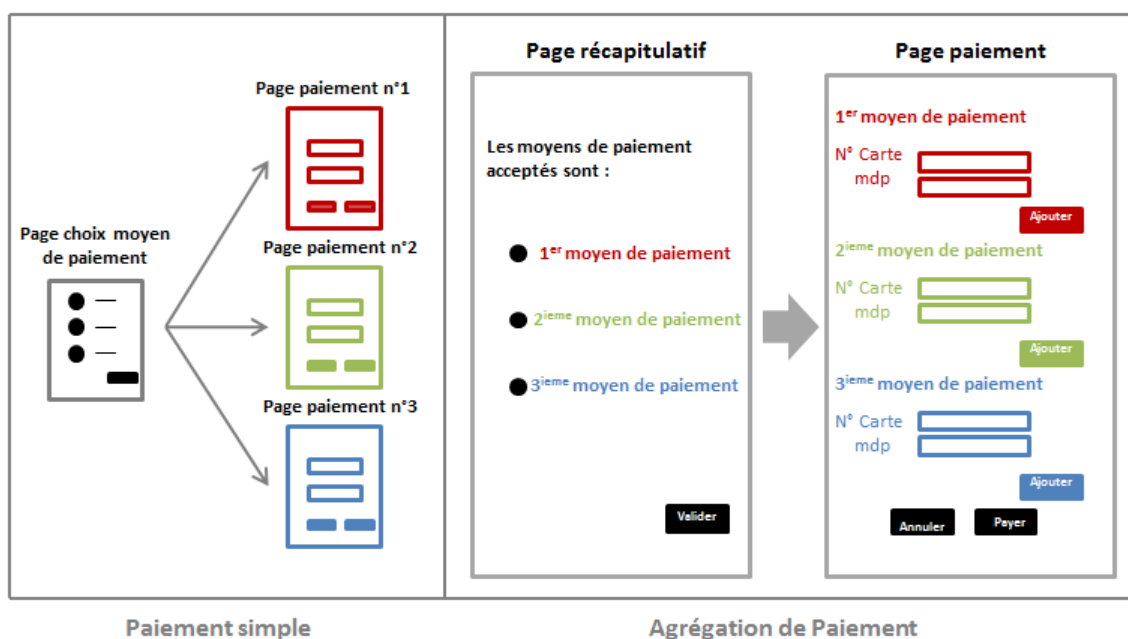 Page paiement n°1
Page choix moyen
de paiement
Page paiement n°2
Page paiement n°3
Paiement simple
Page récapitulatif
Les moyens de paiement
acceptés sont :
1er moyen de paiement
2ieme moyen de paiement
3ieme moyen de paiement
Valider
Page paiement
1er moyen de paiement
N° Carte
mdp
Ajouter
2ieme moyen de paiement
N° Carte
mdp
Ajouter
3ieme moyen de paiement
N° Carte
mdp
Ajouter
Annuler
Payer
Agrégation de Paiement